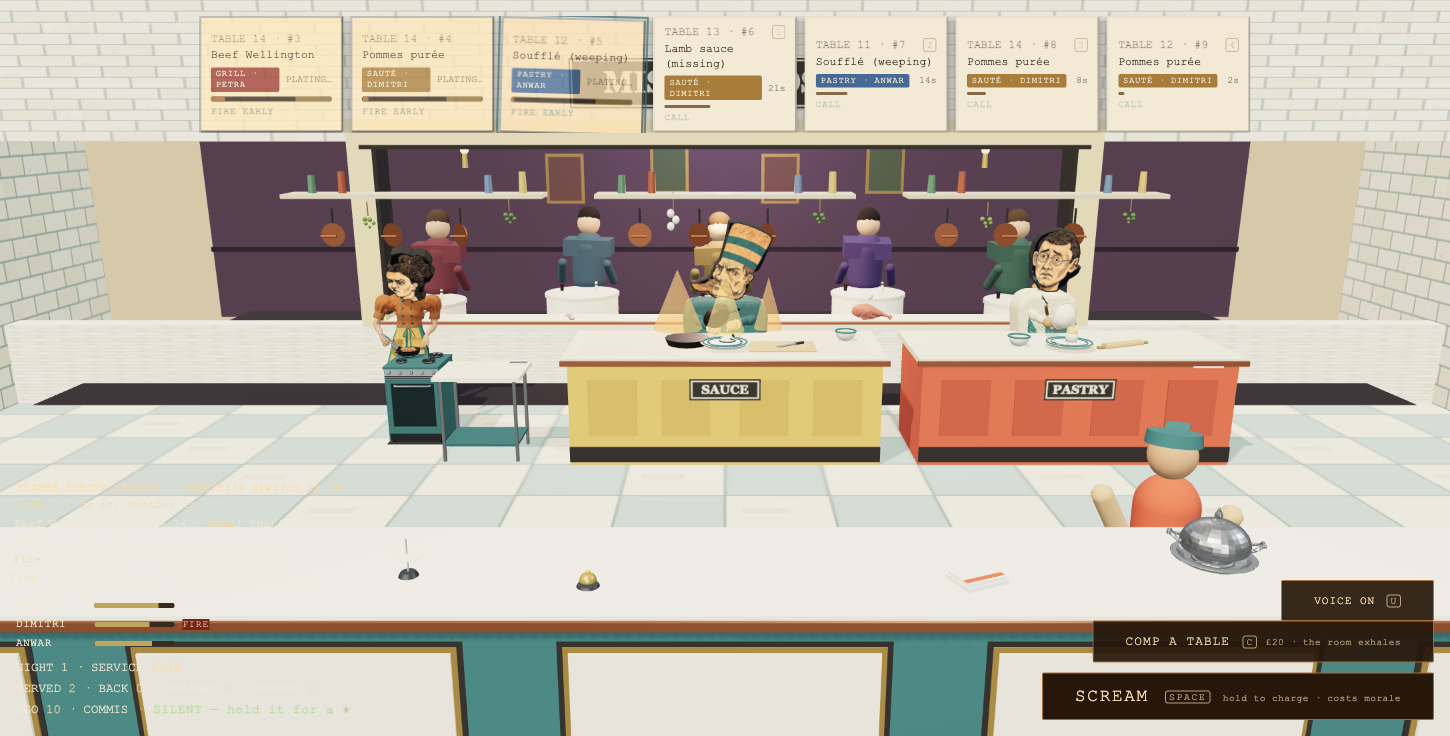 TABLE 14 · #3
Beef Wellington
GRILL · PETRA
PLATING…
FIRE EARLY
TABLE 14 · #4
Pommes purée
SAUTÉ · DIMITRI
PLATING…
FIRE EARLY
TABLE 12 · #5
Soufflé (weeping)
PASTRY · ANWAR
PLATING…
FIRE EARLY
TABLE 13 · #6
1
Lamb sauce
(missing)
SAUTÉ · DIMITRI
21s
CALL
TABLE 11 · #7
2
Soufflé (weeping)
PASTRY · ANWAR
14s
CALL
TABLE 14 · #8
3
Pommes purée
SAUTÉ · DIMITRI
8s
CALL
TABLE 12 · #9
4
Pommes purée
SAUTÉ · DIMITRI
2s
CALL
SAUCE
PASTRY
Fire
DIMITRI
FIRE
ANWAR
NIGHT 1 · SERVICE
SERVED 2 · BACK
EGO 10 · COMMIS · SILENT — hold it for a ★
VOICE ON U
COMP A TABLE C £20 · the room exhales
SCREAM SPACE hold to charge · costs morale